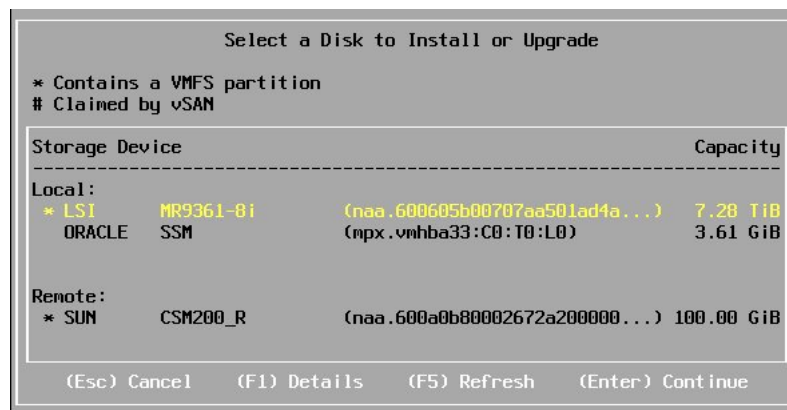 Select a Disk to Install or Upgrade
* Contains a VMFS partition
# Claimed by vSAN
Storage Device Capacity
--------------------------------------------------------------------------------
Local:
* LSI MR9361-8i (naa.600605b00707aa501ad4a...) 7.28 TiB
ORACLE SSM (mpx.vmhba33:C0:T0:L0) 3.61 GiB
Remote:
* SUN CSM200_R (naa.600a0b80002672a200000...) 100.00 GiB
(Esc) Cancel (F1) Details (F5) Refresh (Enter) Continue